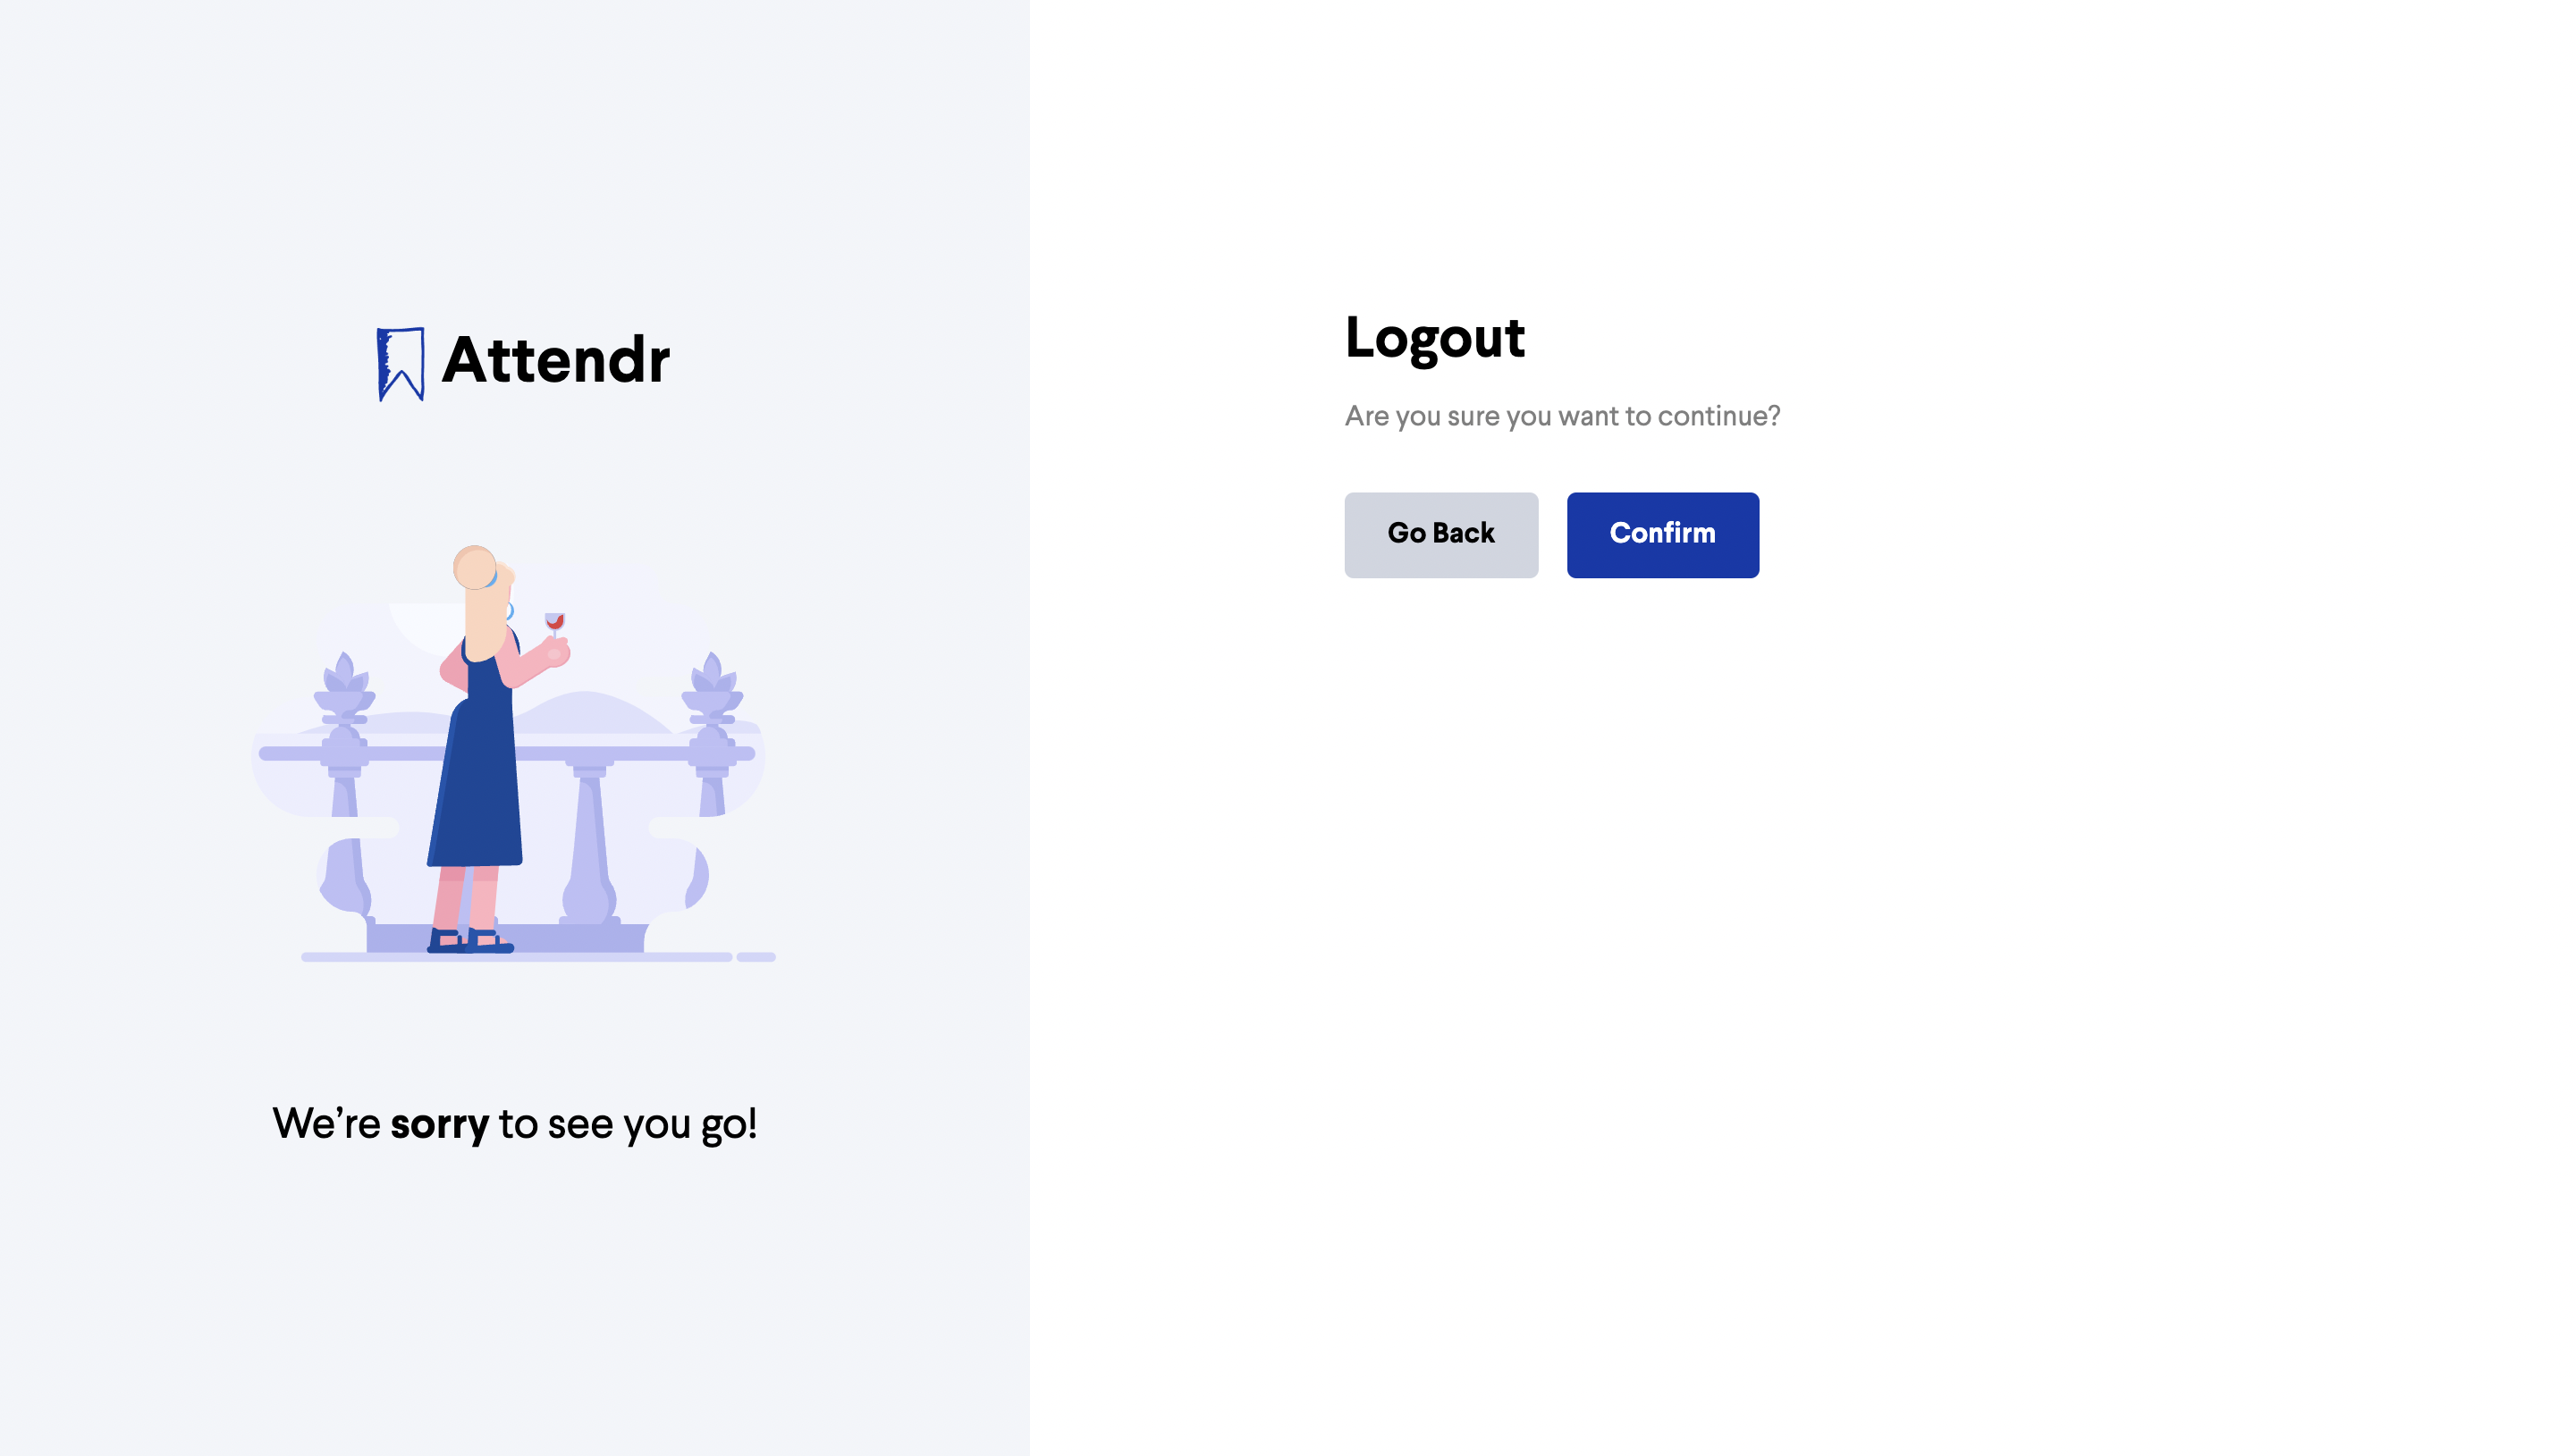 Attendr
We're sorry to see you go!
Logout
Are you sure you want to continue?
Go Back
Confirm